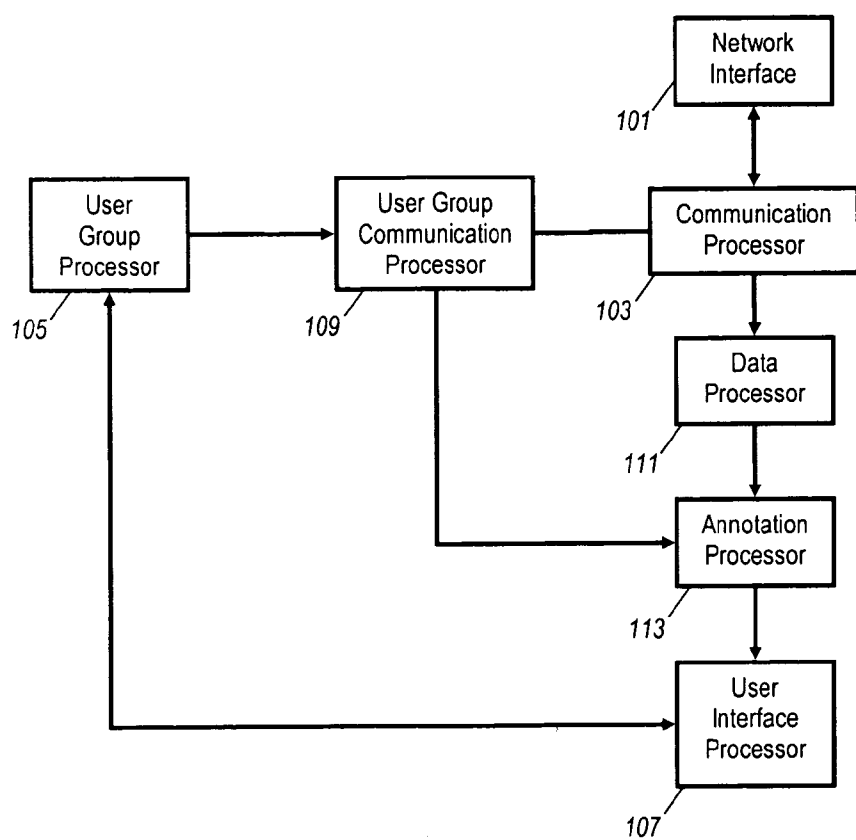 Network
Interface
101
User
Group
Processor
105
User Group
Communication
Processor
109
Communication
Processor
103
Data
Processor
111
Annotation
Processor
113
User
Interface
Processor
107